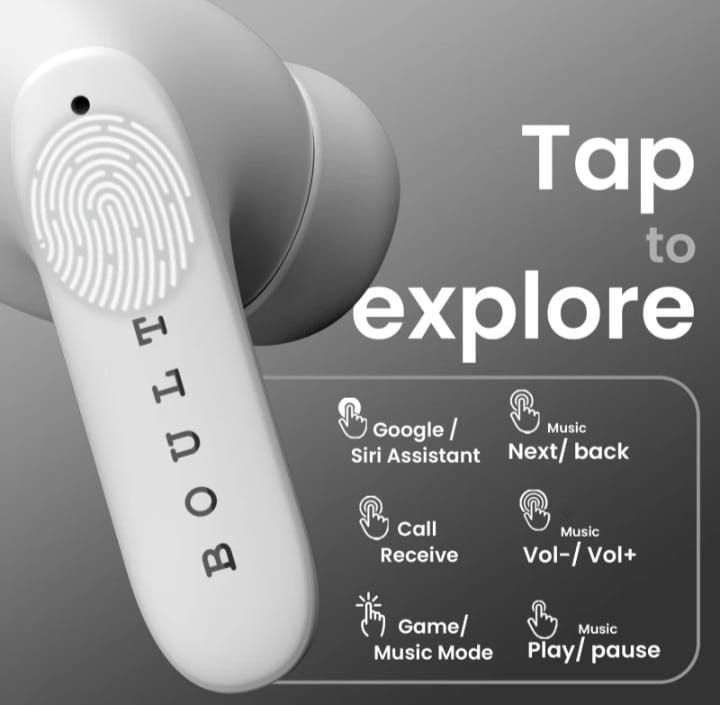 Tap
to
explore
BOULT
Google /
Siri Assistant
Music
Next/ back
Call
Receive
Music
Vol-/ Vol+
Game/
Music Mode
Music
Play/ pause